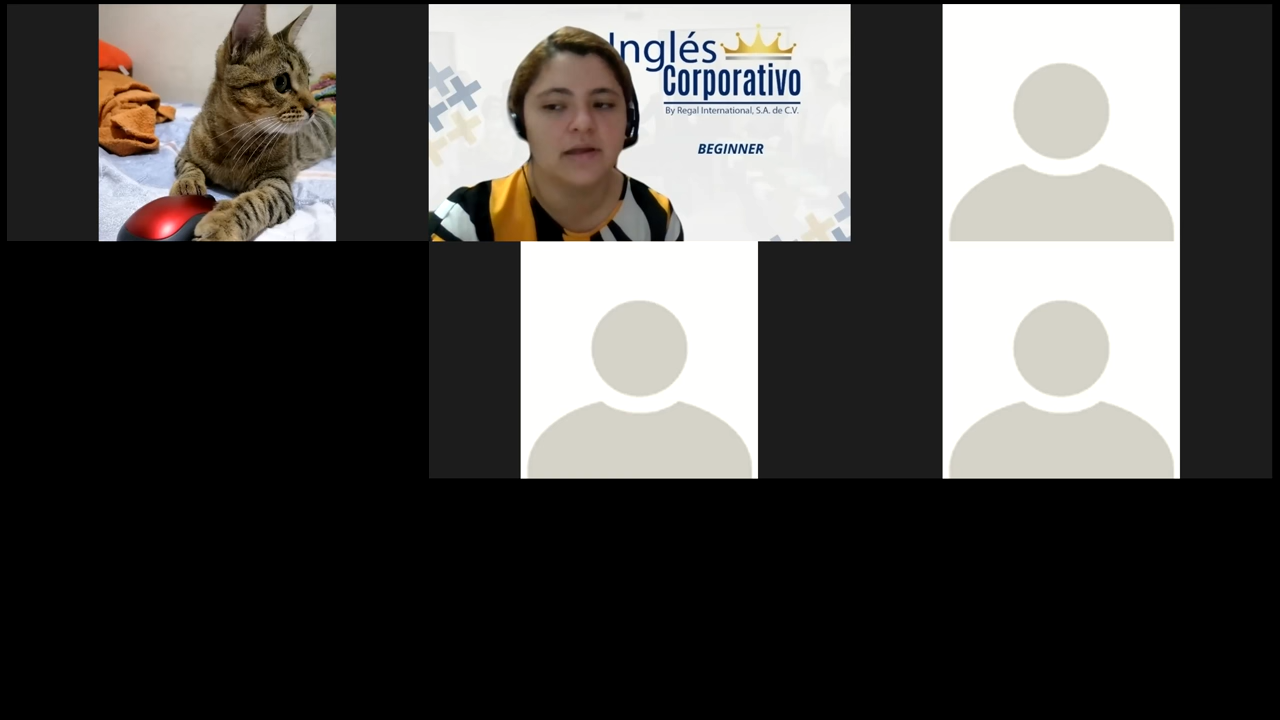 Inglés
Corporativo
By Regal International, S.A. de C.V.
BEGINNER